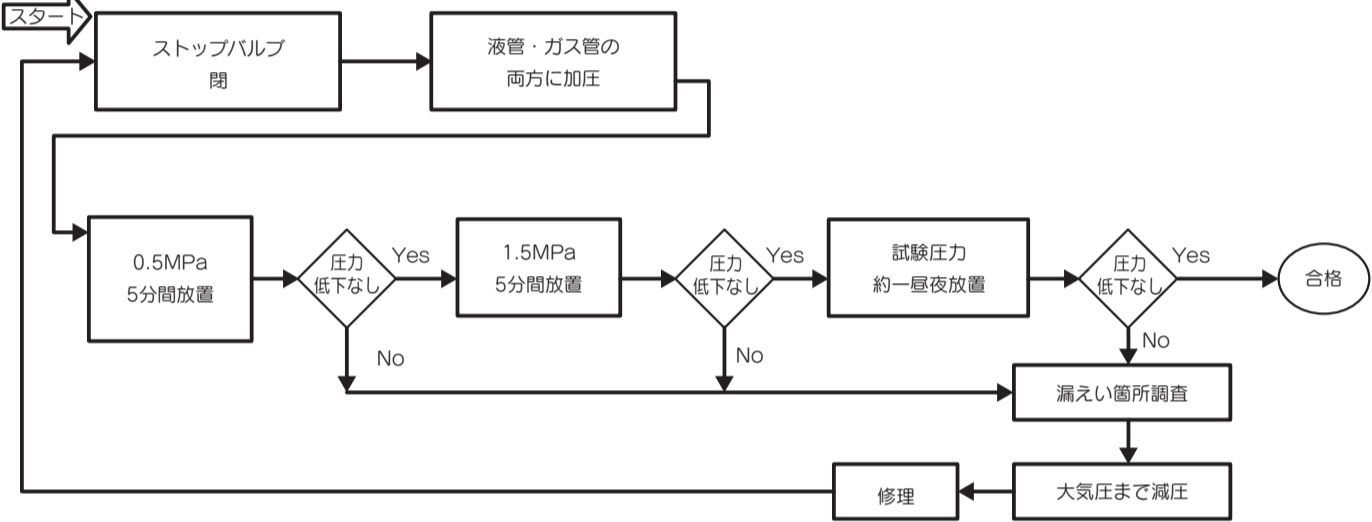 スタート
ストップバルブ
閉
液管・ガス管の
両方に加圧
0.5MPa
5分間放置
圧力
低下なし
Yes
No
1.5MPa
5分間放置
圧力
低下なし
Yes
No
試験圧力
約一昼夜放置
圧力
低下なし
Yes
No
合格
漏えい箇所調査
大気圧まで減圧
修理